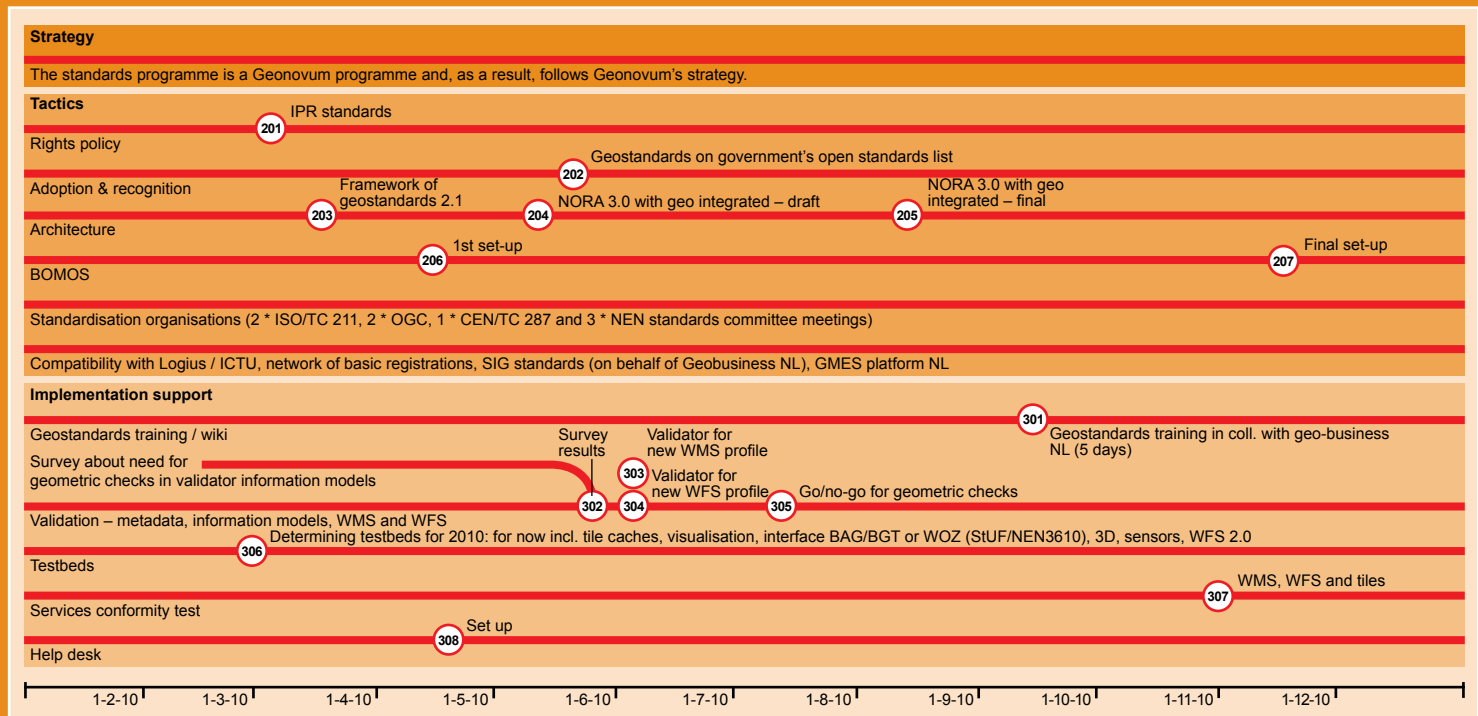 Strategy
The standards programme is a Geonovum programme and, as a result, follows Geonovum's strategy.
Tactics
IPR standards
201
Rights policy
Geostandards on government's open standards list
202
Adoption & recognition
Framework of
geostandards 2.1
203
204
NORA 3.0 with geo integrated – draft
NORA 3.0 with geo
integrated – final
205
Architecture
206
1st set-up
207
Final set-up
BOMOS
Standardisation organisations (2 * ISO/TC 211, 2 * OGC, 1 * CEN/TC 287 and 3 * NEN standards committee meetings)
Compatibility with Logius / ICTU, network of basic registrations, SIG standards (on behalf of Geobusiness NL), GMES platform NL
Implementation support
301
Geostandards training / wiki
Geostandards training in coll. with geo-business
NL (5 days)
Survey about need for
geometric checks in validator information models
Survey
results
302
Validator for
new WMS profile
303
Validator for
new WFS profile
304
305
Go/no-go for geometric checks
Validation – metadata, information models, WMS and WFS
306
Determining testbeds for 2010: for now incl. tile caches, visualisation, interface BAG/BGT or WOZ (StUF/NEN3610), 3D, sensors, WFS 2.0
Testbeds
307
WMS, WFS and tiles
Services conformity test
308
Set up
Help desk
1-2-10
1-3-10
1-4-10
1-5-10
1-6-10
1-7-10
1-8-10
1-9-10
1-10-10
1-11-10
1-12-10